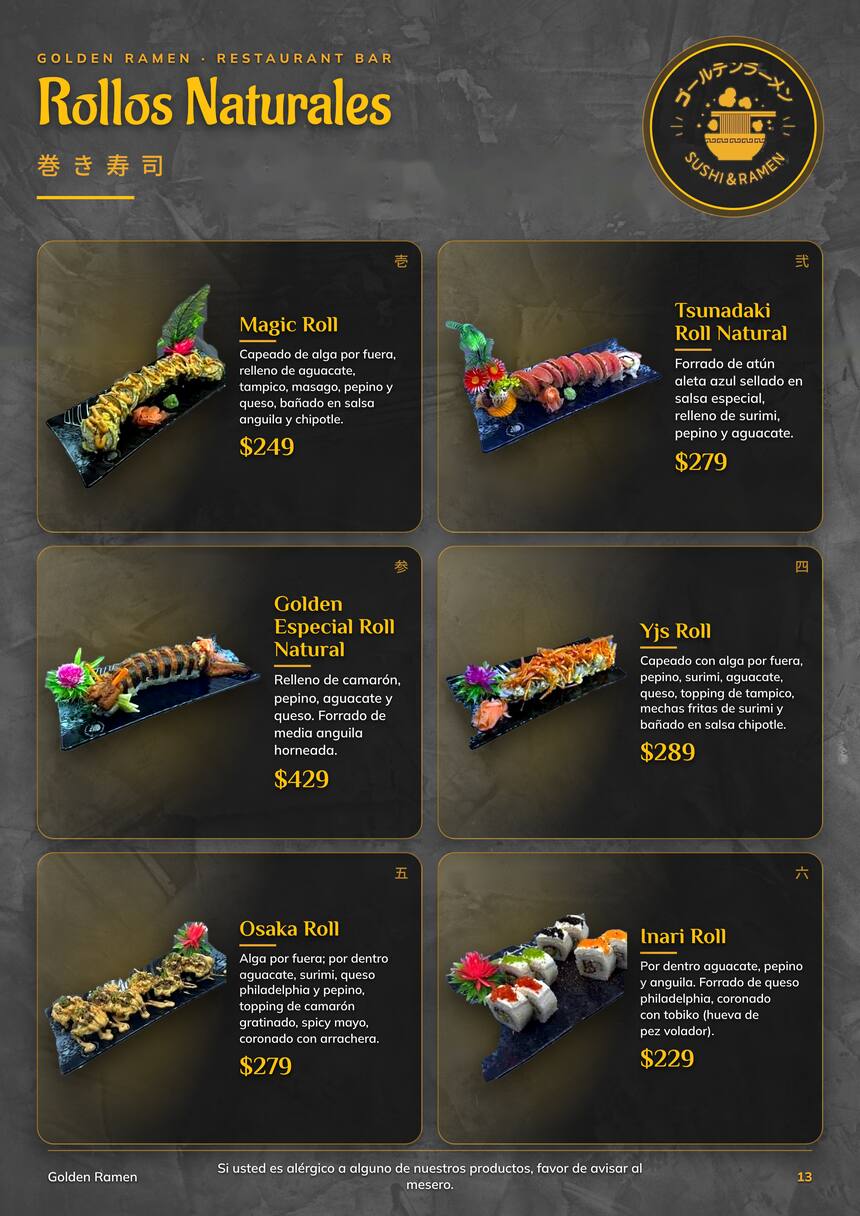 GOLDEN RAMEN · RESTAURANT BAR
Rollos Naturales
巻き寿司
ゴールデンラーメン
SUSHI & RAMEN
壱
Magic Roll
Capeado de alga por fuera,
relleno de aguacate,
tampico, masago, pepino y
queso, bañado en salsa
anguila y chipotle.
$249
弐
Tsunadaki
Roll Natural
Forrado de atún
aleta azul sellado en
salsa especial,
relleno de surimi,
pepino y aguacate.
$279
参
Golden
Especial Roll
Natural
Relleno de camarón,
pepino, aguacate y
queso. Forrado de
media anguila
horneada.
$429
四
Yjs Roll
Capeado con alga por fuera,
pepino, surimi, aguacate,
queso, topping de tampico,
mechas fritas de surimi y
bañado en salsa chipotle.
$289
五
Osaka Roll
Alga por fuera; por dentro
aguacate, surimi, queso
philadelphia y pepino,
topping de camarón
gratinado, spicy mayo,
coronado con arrachera.
$279
六
Inari Roll
Por dentro aguacate, pepino
y anguila. Forrado de queso
philadelphia, coronado
con tobiko (hueva de
pez volador).
$229
Golden Ramen
Si usted es alérgico a alguno de nuestros productos, favor de avisar al
mesero.
13